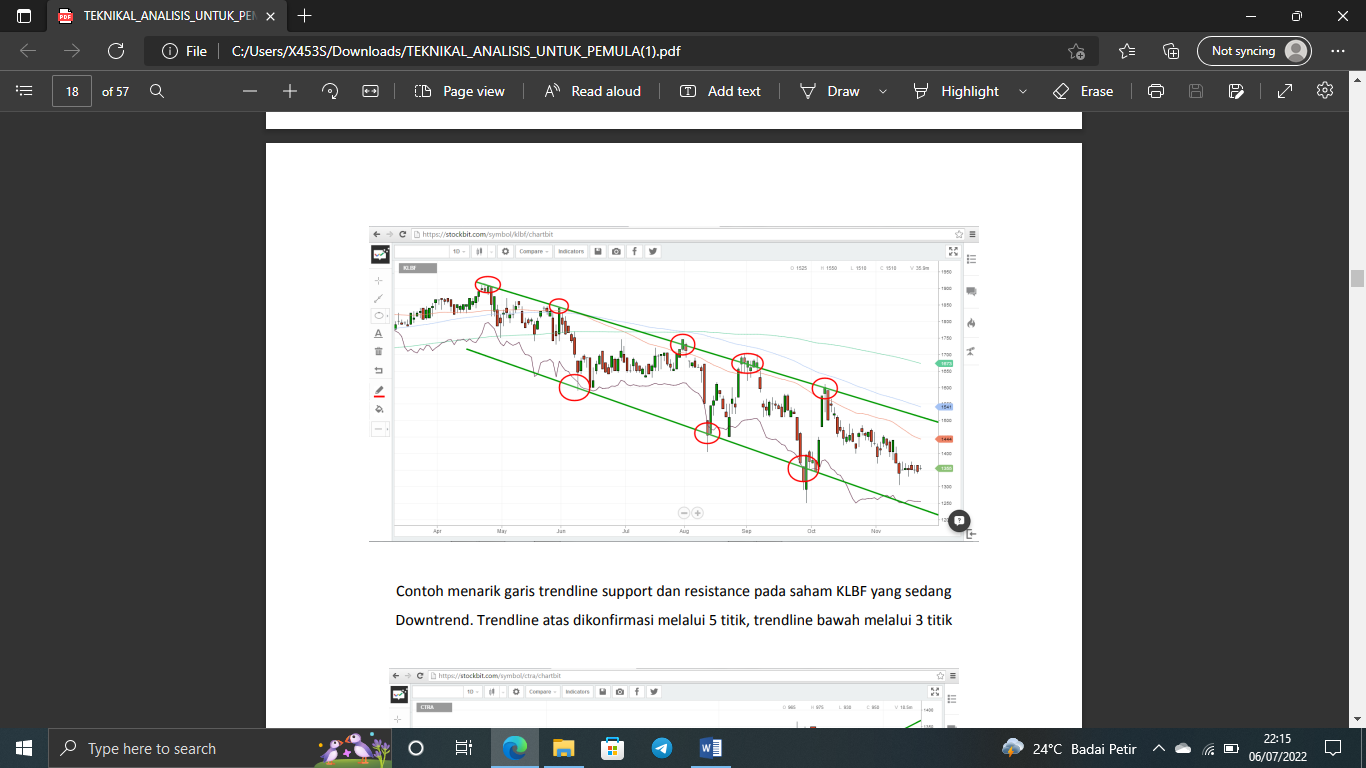 TEKNIKAL_ANALISIS_UNTUK_PEM
File
C:/Users/X453S/Downloads/TEKNIKAL_ANALISIS_UNTUK_PEMULA(1).pdf
Not syncing
18 of 57
Page view
Read aloud
Add text
Draw
Highlight
Erase
https://stockbit.com/symbol/klbf/chartbit
1D
Compare
Indicators
KLBF
O 1525 H 1550 L 1510 C 1510 V 35.8m
1950
1900
1850
1800
1750
1700
1650
1600
1550
1500
1450
1400
1350
1300
1250
Apr May Jun Jul Aug Sep Oct Nov
Contoh menarik garis trendline support dan resistance pada saham KLBF yang sedang
Downtrend. Trendline atas dikonfirmasi melalui 5 titik, trendline bawah melalui 3 titik
https://stockbit.com/symbol/ctra/chartbit
1D
Compare
Indicators
CTRA
Type here to search
24°C Badai Petir
22:15
06/07/2022